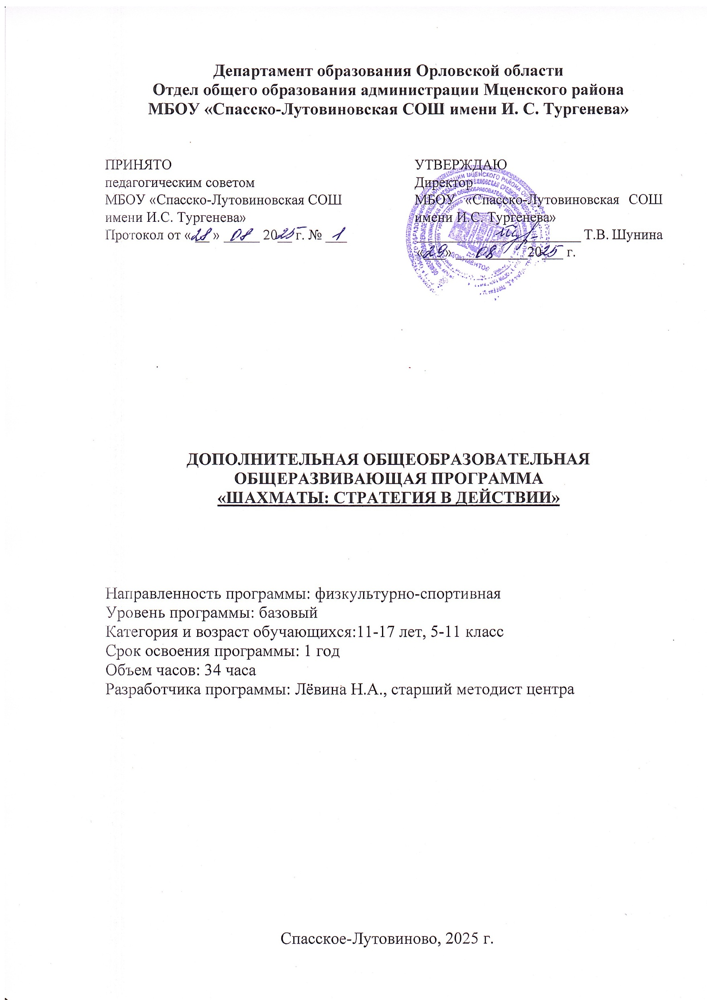 Департамент образования Орловской области
Отдел общего образования администрации Мценского района
МБОУ «Спасско-Лутовиновская СОШ имени И. С. Тургенева»
ПРИНЯТО
педагогическим советом
МБОУ «Спасско-Лутовиновская СОШ
имени И.С. Тургенева»
Протокол от «28» 08 2025 г. № 1
УТВЕРЖДАЮ
Директор
МБОУ «Спасско-Лутовиновская СОШ
имени И.С. Тургенева»
Т.В. Шунина
«29» 08 2025 г.
ДОКУМЕНТОВ
ДОПОЛНИТЕЛЬНАЯ ОБЩЕОБРАЗОВАТЕЛЬНАЯ
ОБЩЕРАЗВИВАЮЩАЯ ПРОГРАММА
«ШАХМАТЫ: СТРАТЕГИЯ В ДЕЙСТВИИ»
Направленность программы: физкультурно-спортивная
Уровень программы: базовый
Категория и возраст обучающихся:11-17 лет, 5-11 класс
Срок освоения программы: 1 год
Объем часов: 34 часа
Разработчика программы: Лёвина Н.А., старший методист центра
Спасское-Лутовиново, 2025 г.